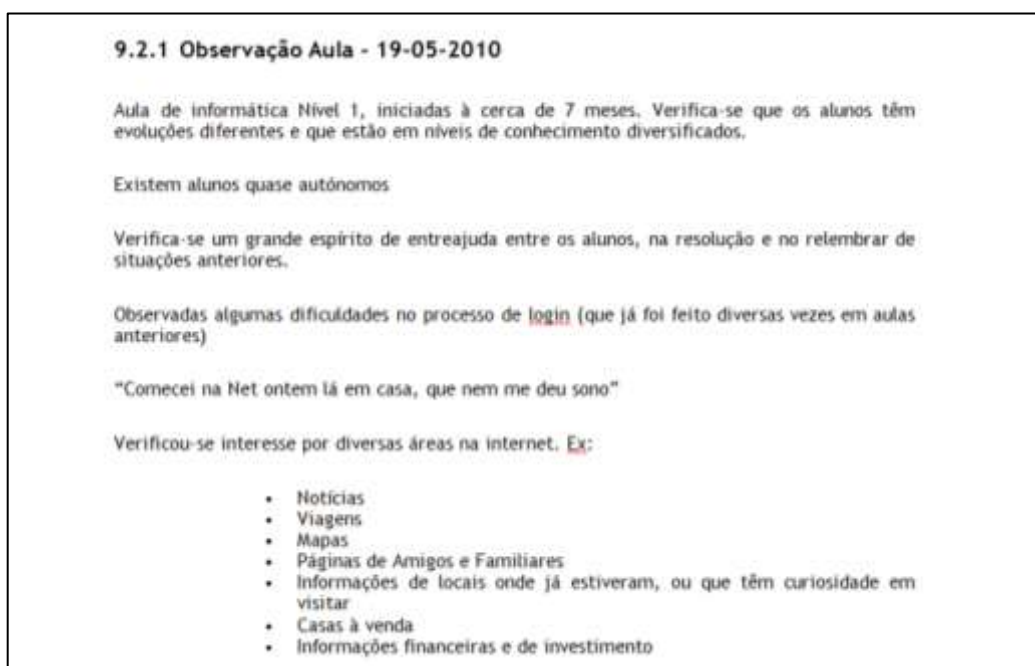 9.2.1 Observação Aula - 19-05-2010
Aula de informática Nível 1, iniciadas à cerca de 7 meses. Verifica-se que os alunos têm
evoluções diferentes e que estão em níveis de conhecimento diversificados.
Existem alunos quase autónomos
Verifica-se um grande espírito de entreajuda entre os alunos, na resolução e no relembrar de
situações anteriores.
Observadas algumas dificuldades no processo de login (que já foi feito diversas vezes em aulas
anteriores)
"Comecei na Net ontem lá em casa, que nem me deu sono"
Verificou-se interesse por diversas áreas na internet. Ex:
• Notícias
• Viagens
• Mapas
• Páginas de Amigos e Familiares
• Informações de locais onde já estiveram, ou que têm curiosidade em
visitar
• Casas à venda
• Informações financeiras e de investimento